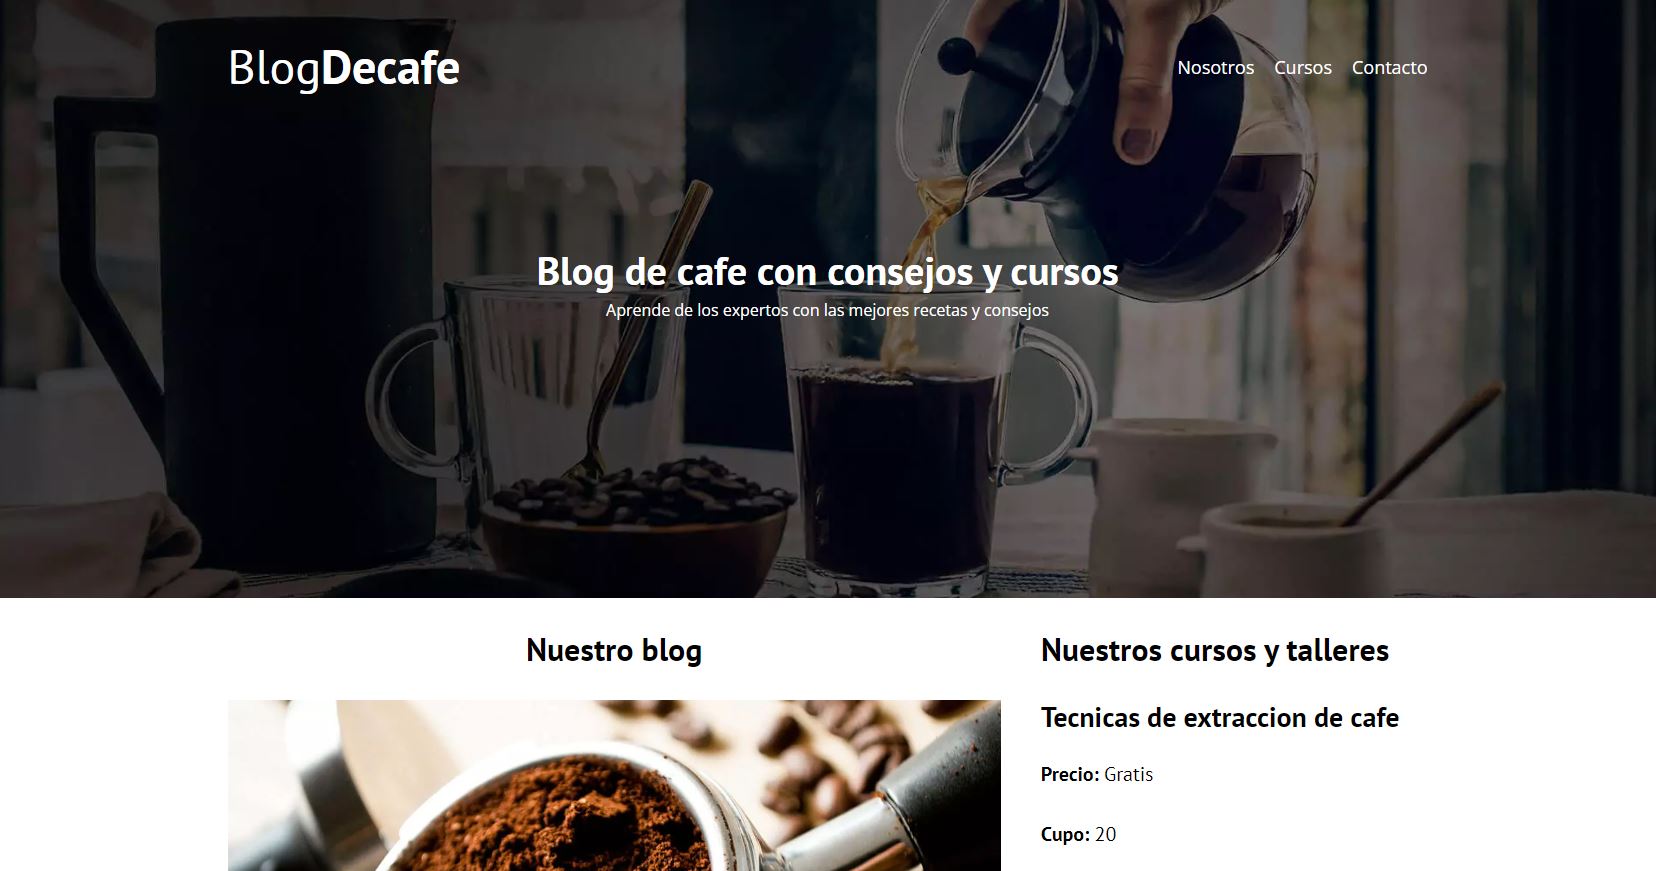 BlogDecafe
Nosotros Cursos Contacto
Blog de cafe con consejos y cursos
Aprende de los expertos con las mejores recetas y consejos
Nuestro blog
Nuestros cursos y talleres
Tecnicas de extraccion de cafe
Precio: Gratis
Cupo: 20